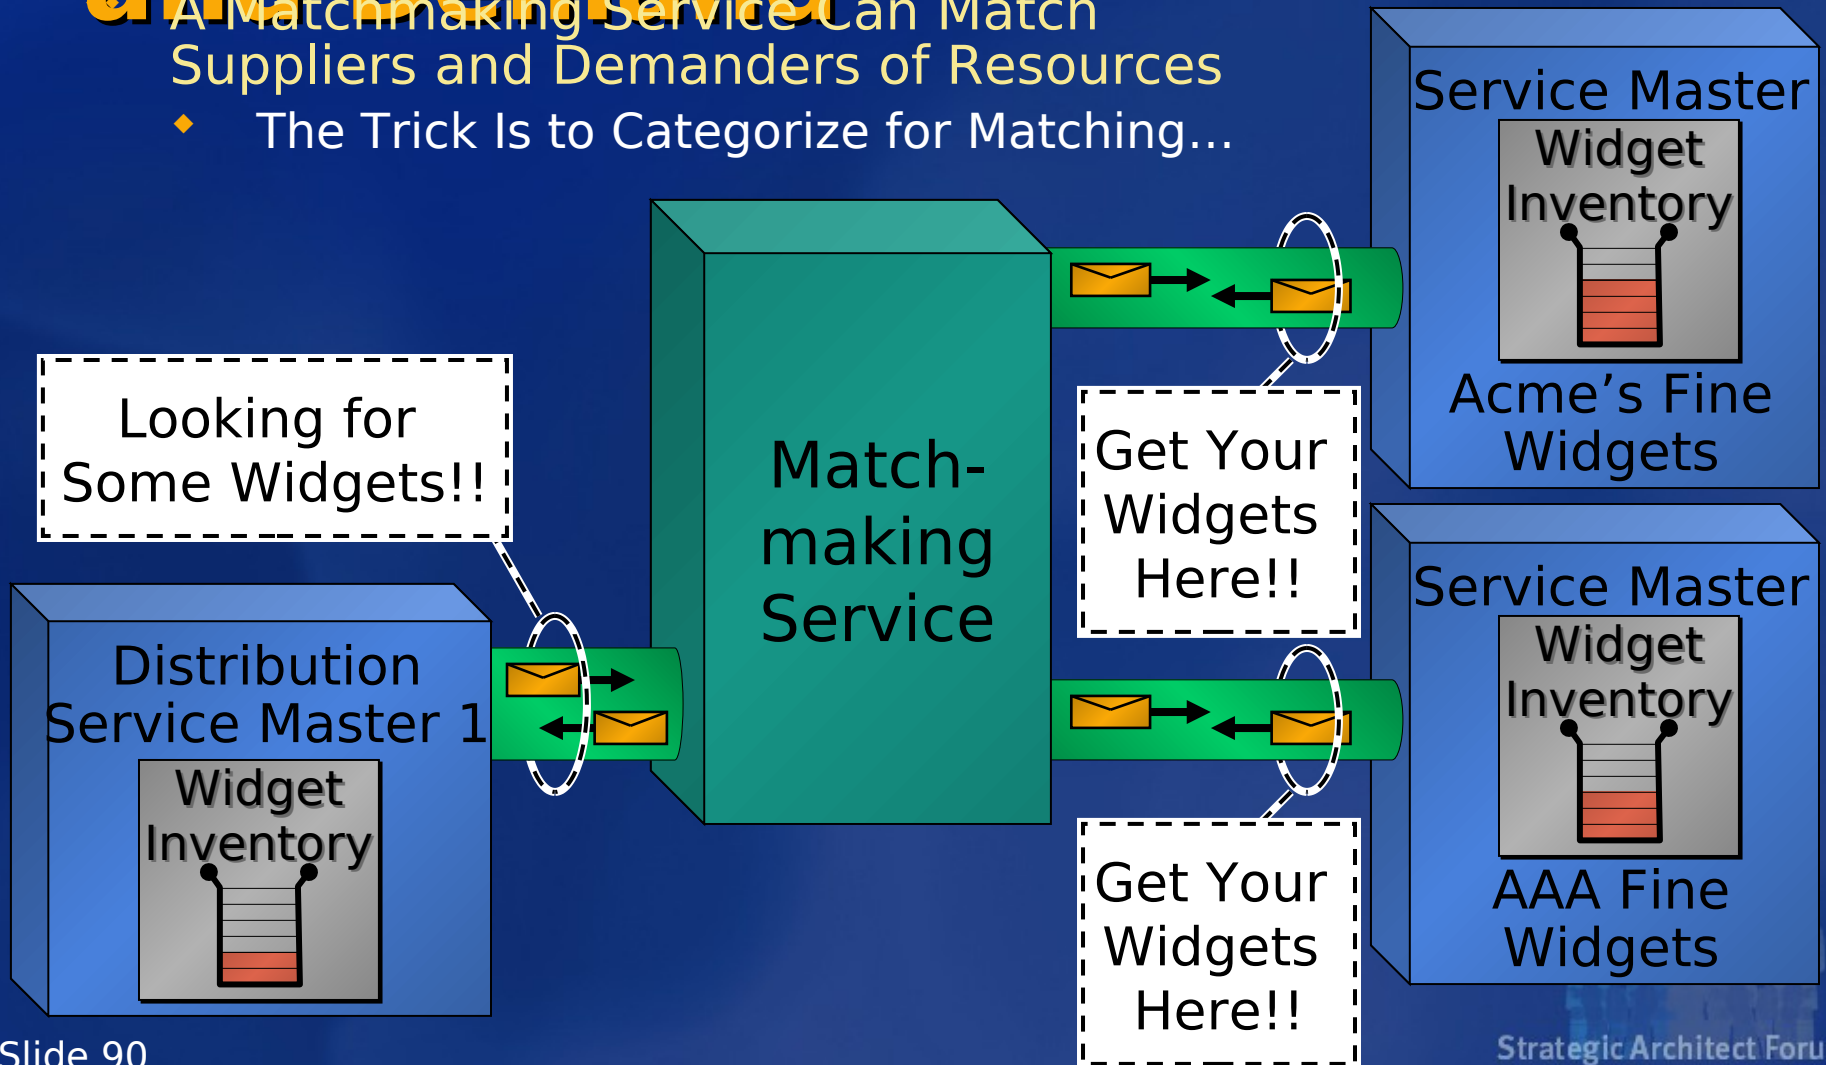 A Matchmaking Service Can Match
Suppliers and Demanders of Resources
The Trick Is to Categorize for Matching…
Service Master
Widget
Inventory
Acme’s Fine
Widgets
Looking for
Some Widgets!!
Match-
making
Service
Get Your
Widgets
Here!!
Distribution
Service Master 1
Widget
Inventory
Service Master
Widget
Inventory
AAA Fine
Widgets
Get Your
Widgets
Here!!
Slide 90
Strategic Architect Foru